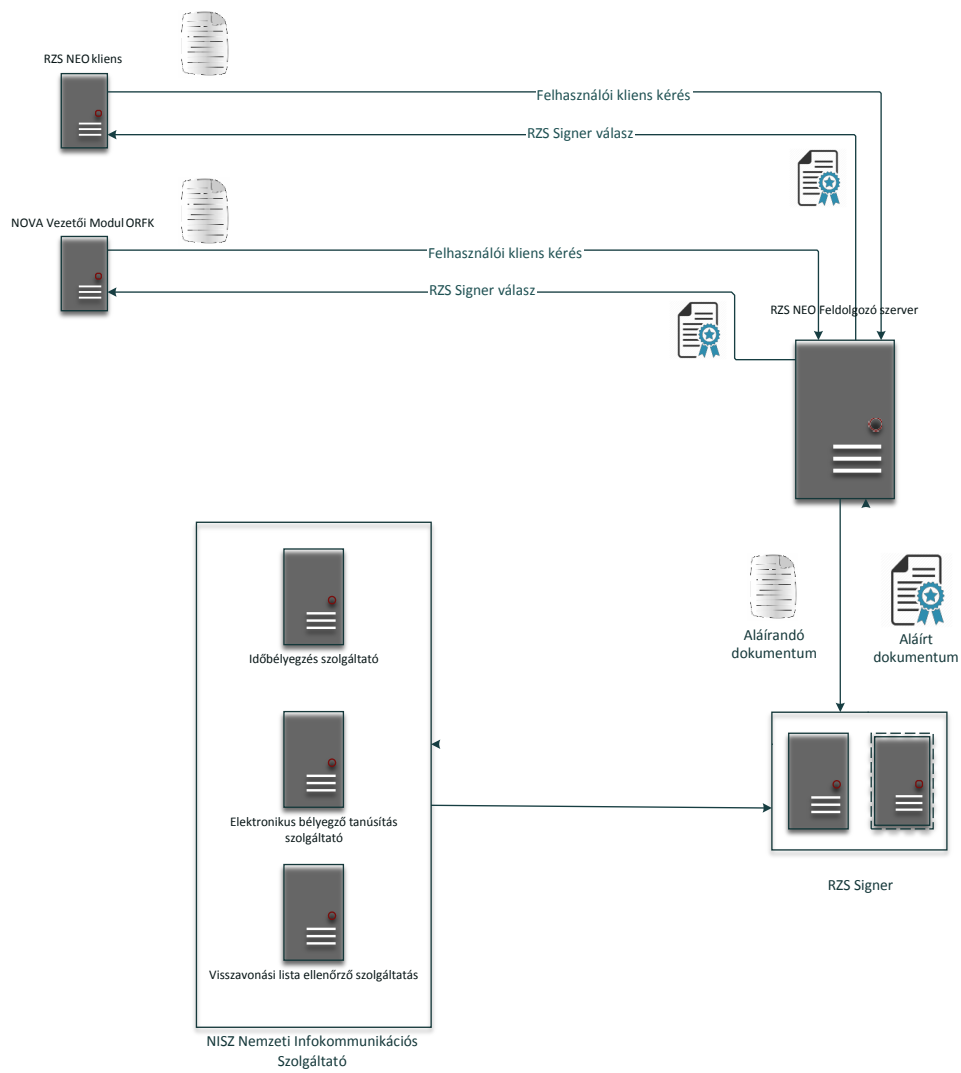 RZS NEO kliens
Felhasználói kliens kérés
RZS Signer válasz
NOVA Vezetői Modul ORFK
Felhasználói kliens kérés
RZS Signer válasz
RZS NEO Feldolgozó szerver
Aláírandó
dokumentum
Aláírt
dokumentum
Időbélyegzés szolgáltató
Elektronikus bélyegző tanúsítás
szolgáltató
Visszavonási lista ellenőrző szolgáltatás
RZS Signer
NISZ Nemzeti Infokommunikációs
Szolgáltató